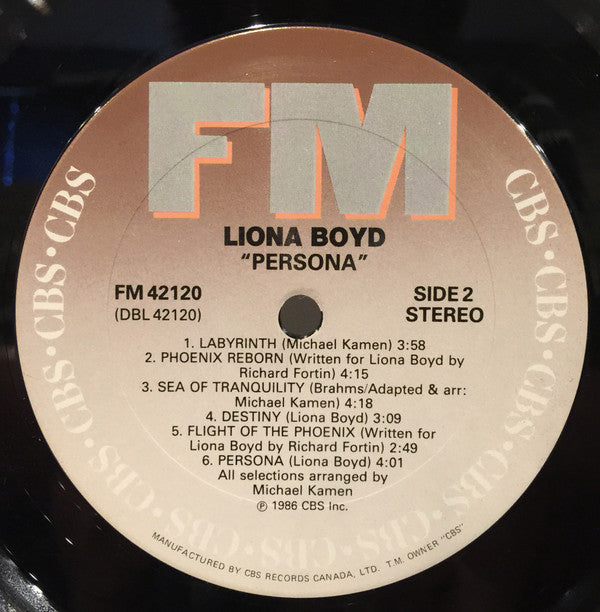 FM
LIONA BOYD
"PERSONA"
FM 42120
(DBL 42120)
SIDE 2
STEREO
1. LABYRINTH (Michael Kamen) 3:58
2. PHOENIX REBORN (Written for Liona Boyd by
Richard Fortin) 4:15
3. SEA OF TRANQUILITY (Brahms/Adapted & arr:
Michael Kamen) 4:18
4. DESTINY (Liona Boyd) 3:09
5. FLIGHT OF THE PHOENIX (Written for
Liona Boyd by Richard Fortin) 2:49
6. PERSONA (Liona Boyd) 4:01
All selections arranged by
Michael Kamen
℗ 1986 CBS Inc.
MANUFACTURED BY CBS RECORDS CANADA, LTD. T.M. OWNER "CBS"
CBS·CBS·CBS·CBS·CBS·CBS·CBS·CBS·CBS·CBS·CBS·CBS